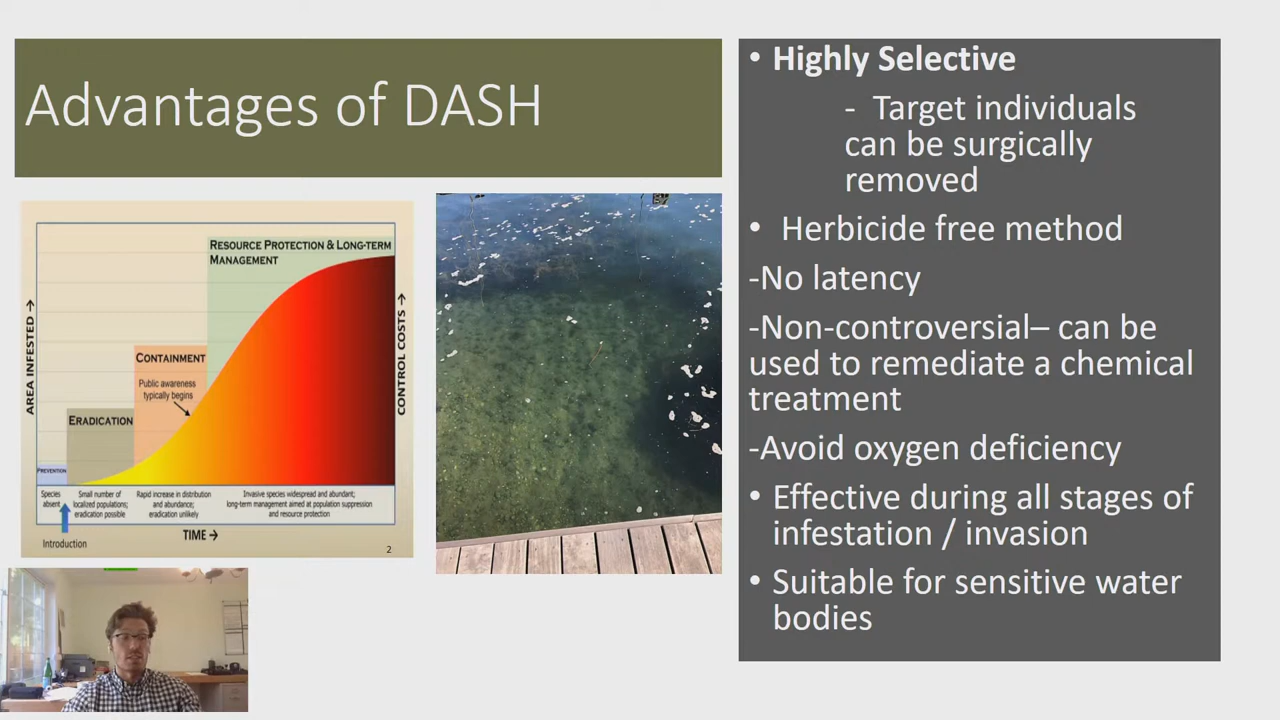 Advantages of DASH
RESOURCE PROTECTION & LONG-TERM
MANAGEMENT
CONTAINMENT
Public awareness
typically begins
ERADICATION
PREVENTION
AREA INFESTED →
CONTROL COSTS →
Species
absent
Small number of
localized populations;
eradication possible
Rapid increase in distribution
and abundance;
eradication unlikely
Invasive species widespread and abundant;
long-term management aimed at population suppression
and resource protection
TIME →
Introduction
2
• Highly Selective
- Target individuals
can be surgically
removed
• Herbicide free method
-No latency
-Non-controversial– can be
used to remediate a chemical
treatment
-Avoid oxygen deficiency
• Effective during all stages of
infestation / invasion
• Suitable for sensitive water
bodies